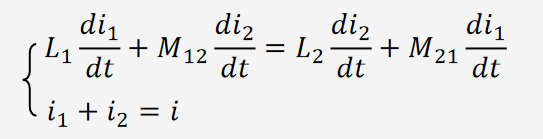 L₁ di₁/dt + M₁₂ di₂/dt = L₂ di₂/dt + M₂₁ di₁/dt
i₁ + i₂ = i